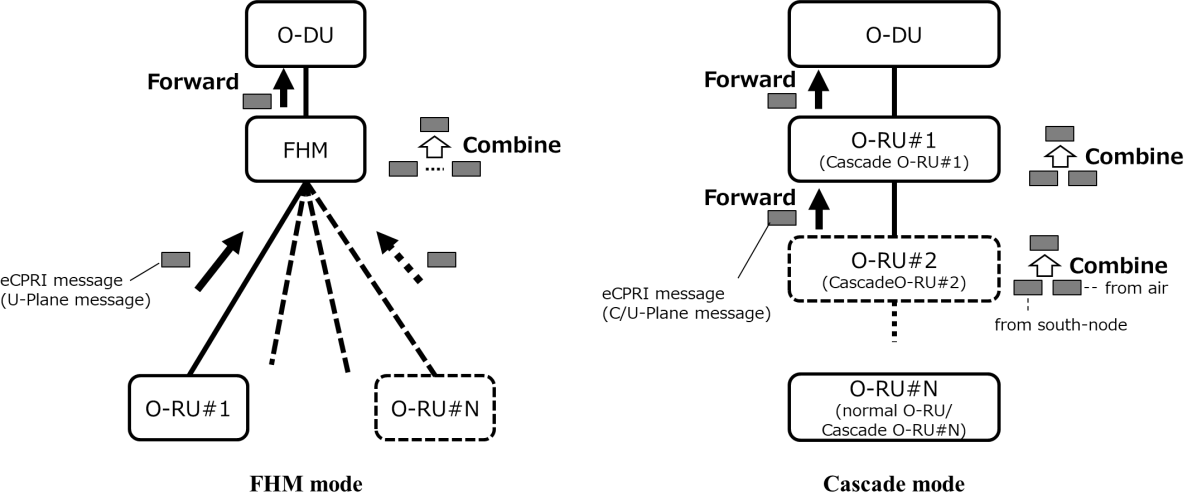 O-DU
Forward
FHM
Combine
eCPRI message
(U-Plane message)
O-RU#1
O-RU#N
FHM mode
O-DU
Forward
O-RU#1
(Cascade O-RU#1)
Combine
Forward
O-RU#2
(CascadeO-RU#2)
Combine
-- from air
from south-node
eCPRI message
(C/U-Plane message)
O-RU#N
(normal O-RU/
Cascade O-RU#N)
Cascade mode